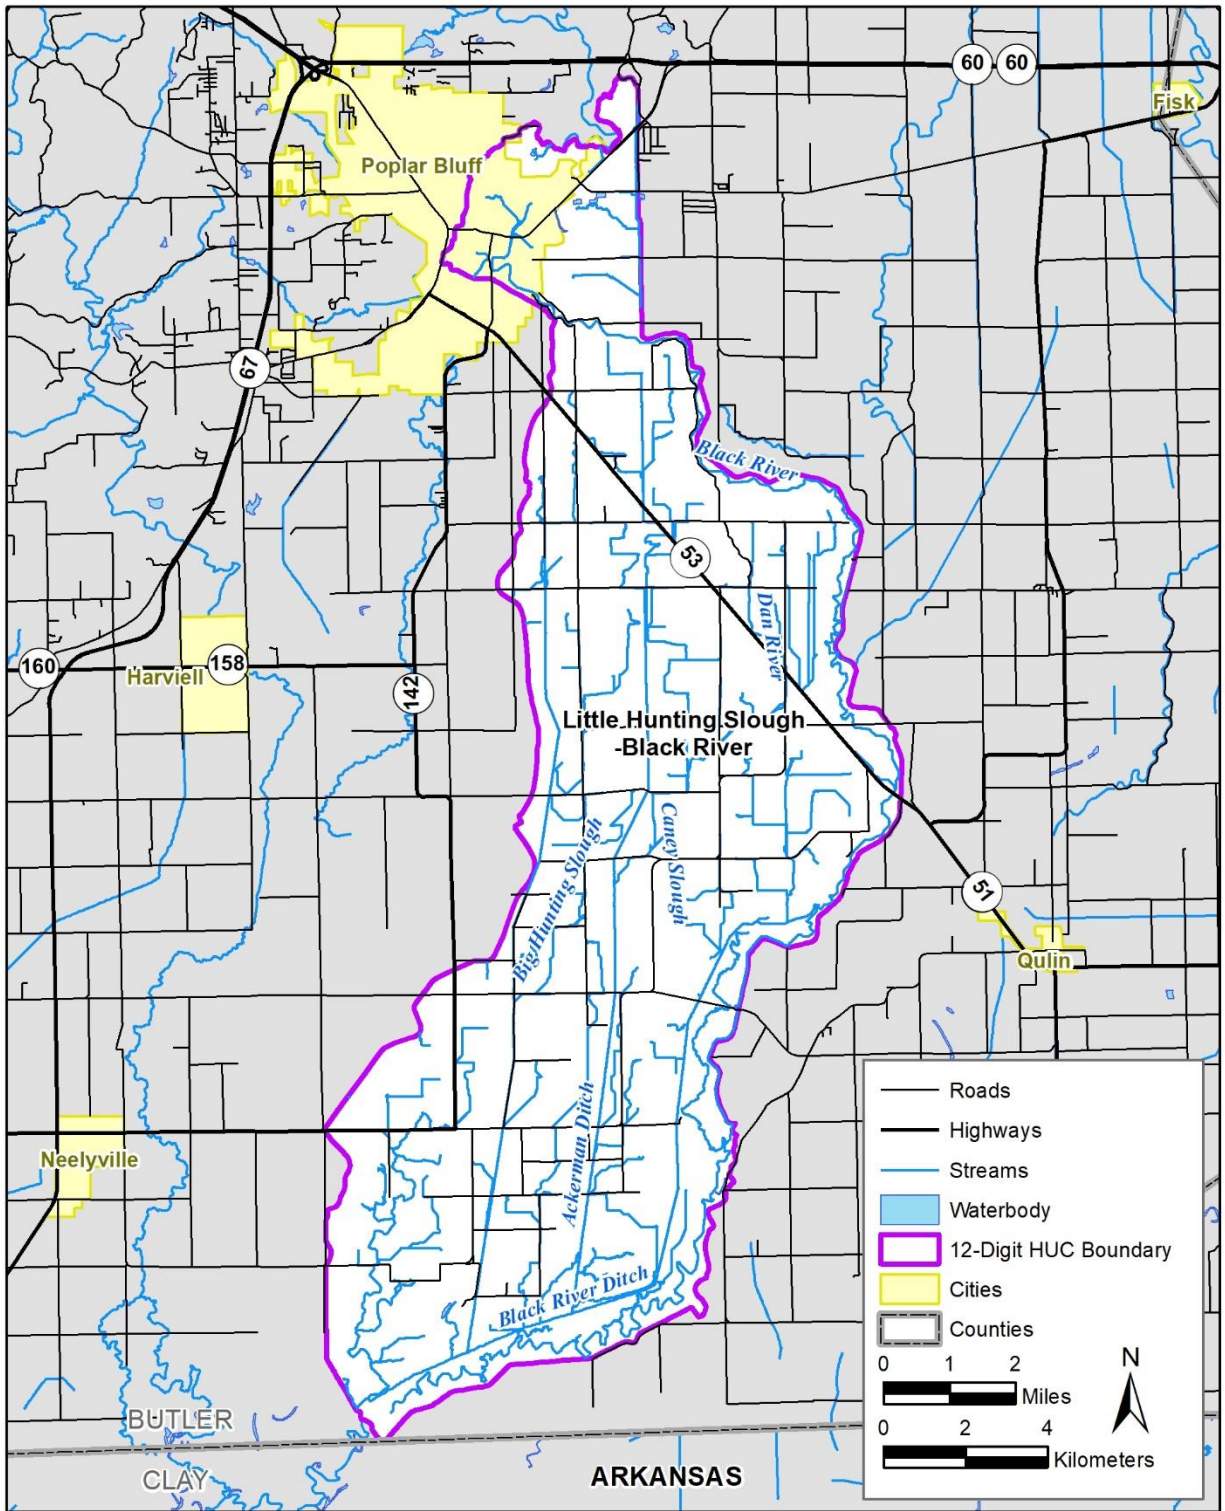 60
60
Fisk
Poplar Bluff
67
Black River
53
Dan River
160
Harviell
158
142
Little Hunting Slough
-Black River
Big Hunting Slough
Caney Slough
51
Qulin
Ackerman Ditch
Neelyville
Black River Ditch
Roads
Highways
Streams
Waterbody
12-Digit HUC Boundary
Cities
Counties
0 1 2
Miles
0 2 4
Kilometers
N
BUTLER
CLAY
ARKANSAS